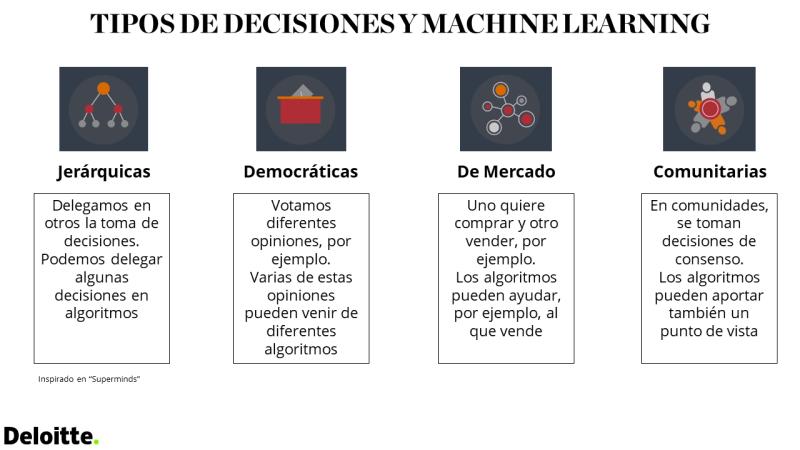 TIPOS DE DECISIONES Y MACHINE LEARNING
Jerárquicas
Delegamos en
otros la toma de
decisiones.
Podemos delegar
algunas
decisiones en
algoritmos
Democráticas
Votamos
diferentes
opiniones, por
ejemplo.
Varias de estas
opiniones
pueden venir de
diferentes
algoritmos
De Mercado
Uno quiere
comprar y otro
vender, por
ejemplo.
Los algoritmos
pueden ayudar,
por ejemplo, al
que vende
Comunitarias
En comunidades,
se toman
decisiones de
consenso.
Los algoritmos
pueden aportar
también un
punto de vista
Inspirado en “Superminds”
Deloitte.